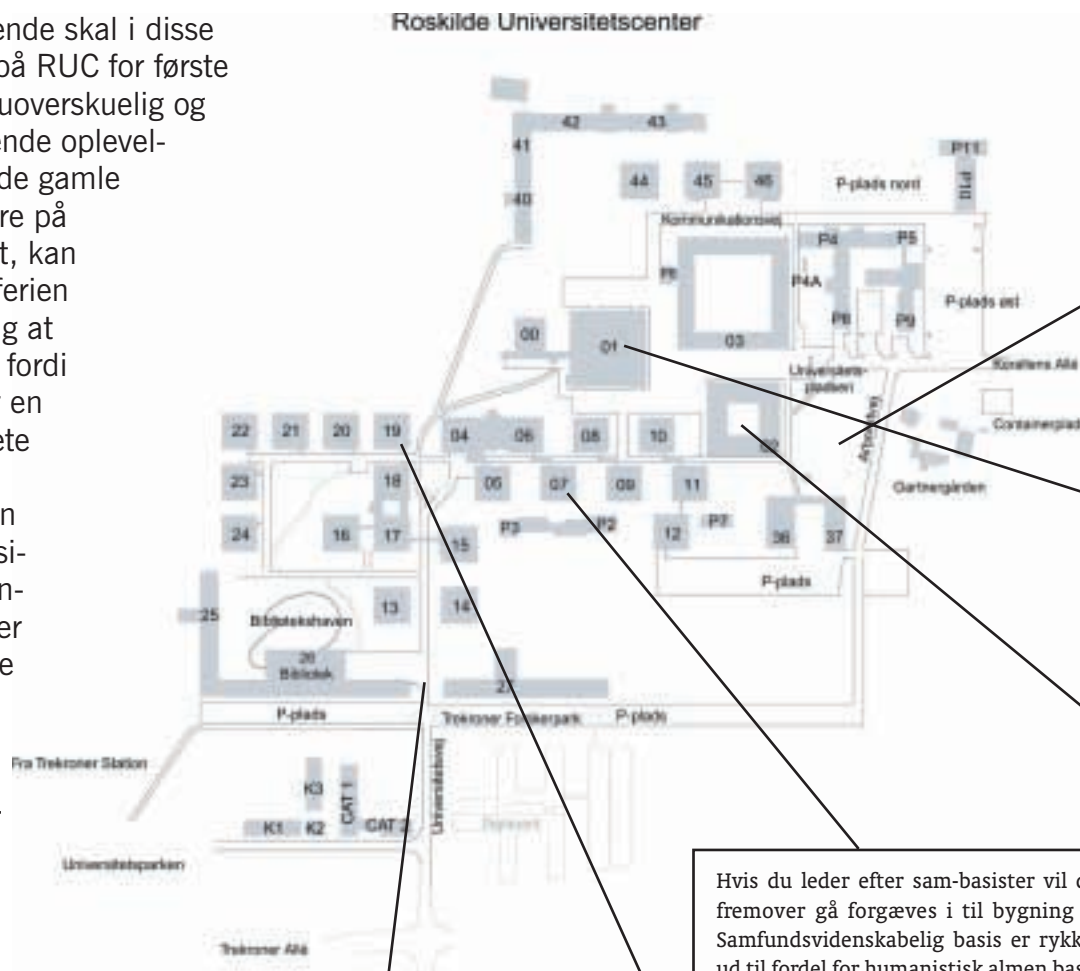 Roskilde Universitetscenter
ende skal i disse
på RUC for første
uoverskuelig og
ende oplevel-
de gamle
re på
t, kan
ferien
g at
fordi
r en
ete
n
si-
n-
er
e
.
42 43
41
40
44 45 46
P-plads nord
P11
P10
Kommunikationsvej
P4 P5
P6
P4A
P8 P9
P-plads øst
00
01
03
Universitets-
pladsen
Korallens Allé
Containerplads
Arbejdsvej
22 21 20 19
04 06 08 10
02
23
18
05 07 09 11
Gartnergården
24
16 17
15
P3 P2
12 P7
36 37
P-plads
25
Bibliotekshaven
13 14
26
Bibliotek
27
P-plads
Trekroner Forskerpark P-plads
Fra Trekroner Station
Universitetsvej
K3
CAT 1
K1 K2 CAT 2
Universitetsparken
Trekroner Allé
Hvis du leder efter sam-basister vil d
fremover gå forgæves i til bygning
Samfundsvidenskabelig basis er rykk
ud til fordel for humanistisk almen bas